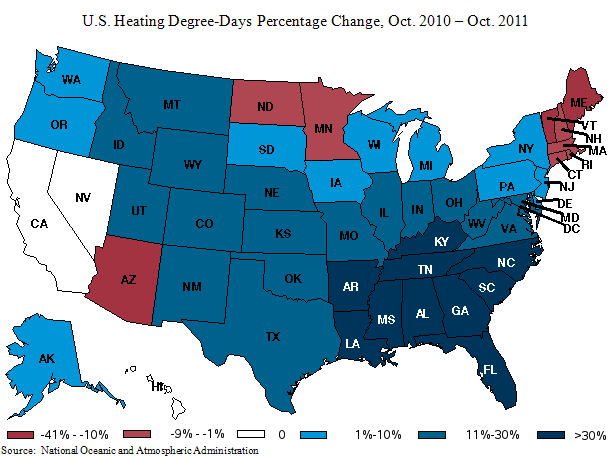 U.S. Heating Degree-Days Percentage Change, Oct. 2010 – Oct. 2011
WA
MT
ND
MN
ME
VT
NH
MA
RI
CT
OR
ID
WY
SD
WI
MI
NY
PA
NJ
DE
MD
DC
NV
CA
UT
CO
NE
IA
IL
IN
OH
WV
VA
KS
MO
KY
AZ
NM
OK
AR
TN
NC
SC
TX
LA
MS
AL
GA
FL
AK
HI
-41% --10%
-9% --1%
0
1%-10%
11%-30%
>30%
Source: National Oceanic and Atmospheric Administration